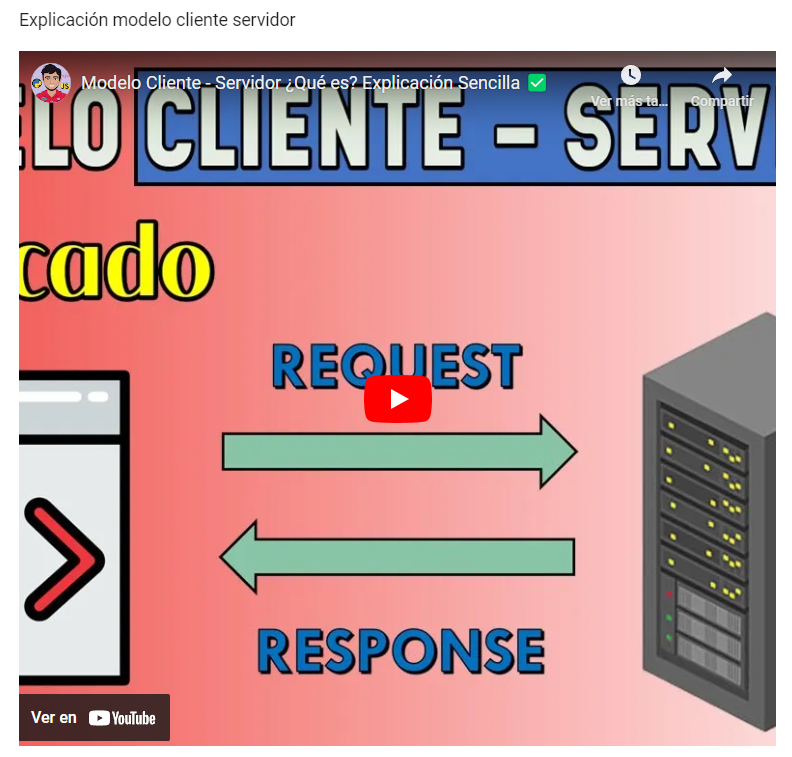 Explicación modelo cliente servidor
Modelo Cliente - Servidor ¿Qué es? Explicación Sencilla ✅
Ver más ta...
Compartir
ELO CLIENTE - SERV
cado
REQUEST
RESPONSE
Ver en YouTube